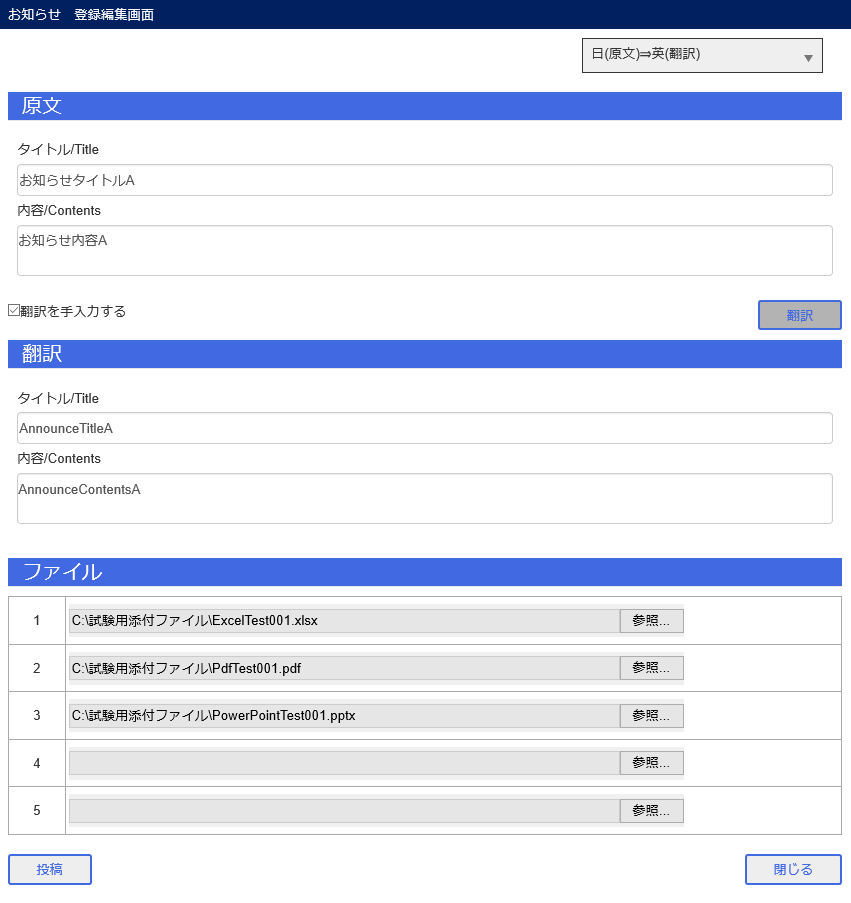 お知らせ　登録編集画面
日(原文)⇒英(翻訳)
原文
タイトル/Title
お知らせタイトルA
内容/Contents
お知らせ内容A
翻訳を手入力する
翻訳
翻訳
タイトル/Title
AnnounceTitleA
内容/Contents
AnnounceContentsA
ファイル
1 C:\試験用添付ファイル\ExcelTest001.xlsx 参照...
2 C:\試験用添付ファイル\PdfTest001.pdf 参照...
3 C:\試験用添付ファイル\PowerPointTest001.pptx 参照...
4 参照...
5 参照...
投稿 閉じる